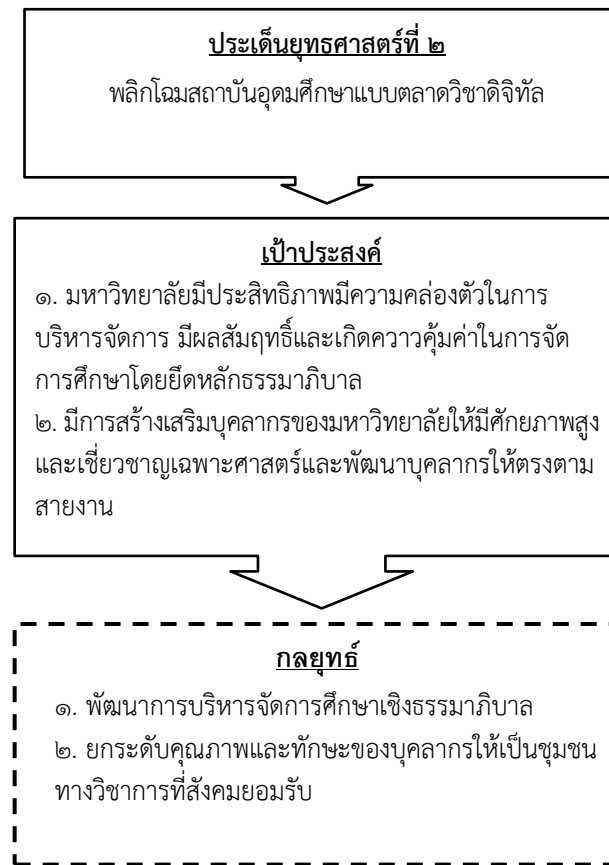 ประเด็นยุทธศาสตร์ที่ ๒
พลิกโฉมสถาบันอุดมศึกษาแบบตลาดวิชาดิจิทัล
เป้าประสงค์
๑. มหาวิทยาลัยมีประสิทธิภาพมีความคล่องตัวในการ
บริหารจัดการ มีผลสัมฤทธิ์และเกิดควาวคุ้มค่าในการจัด
การศึกษาโดยยึดหลักธรรมาภิบาล
๒. มีการสร้างเสริมบุคลากรของมหาวิทยาลัยให้มีศักยภาพสูง
และเชี่ยวชาญเฉพาะศาสตร์และพัฒนาบุคลากรให้ตรงตาม
สายงาน
กลยุทธ์
๑. พัฒนาการบริหารจัดการศึกษาเชิงธรรมาภิบาล
๒. ยกระดับคุณภาพและทักษะของบุคลากรให้เป็นชุมชน
ทางวิชาการที่สังคมยอมรับ